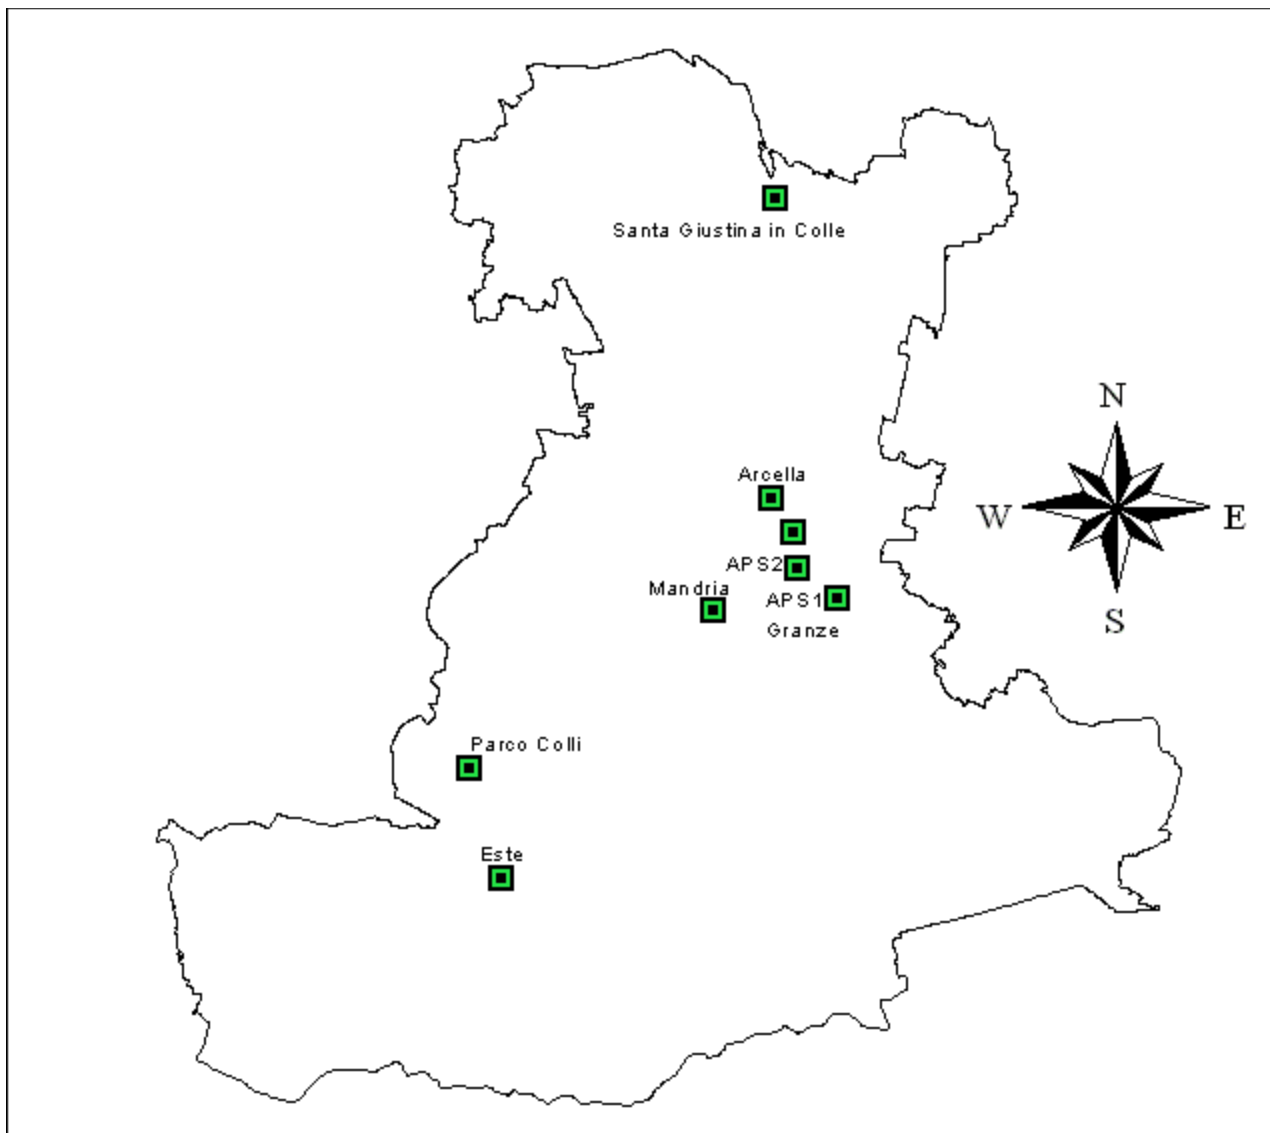 Santa Giustina in Colle
N
Arcella
W
E
APS2
Mandria
APS1
S
Granze
Parco Colli
Este